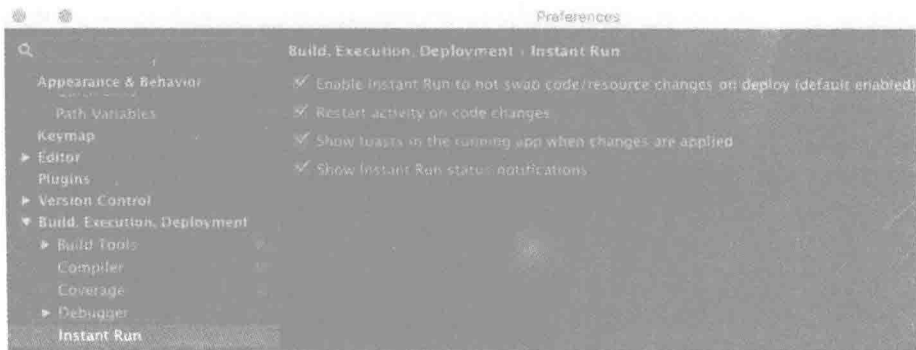 Preferences
Appearance & Behavior
Path Variables
Keymap
Editor
Plugins
Version Control
Build, Execution, Deployment
Build Tools
Compiler
Coverage
Debugger
Instant Run
Build, Execution, Deployment › Instant Run
Enable Instant Run to not swap code/resource changes on deploy (default enabled)
Restart activity on code changes
Show toasts in the running app when changes are applied
Show Instant Run status notifications